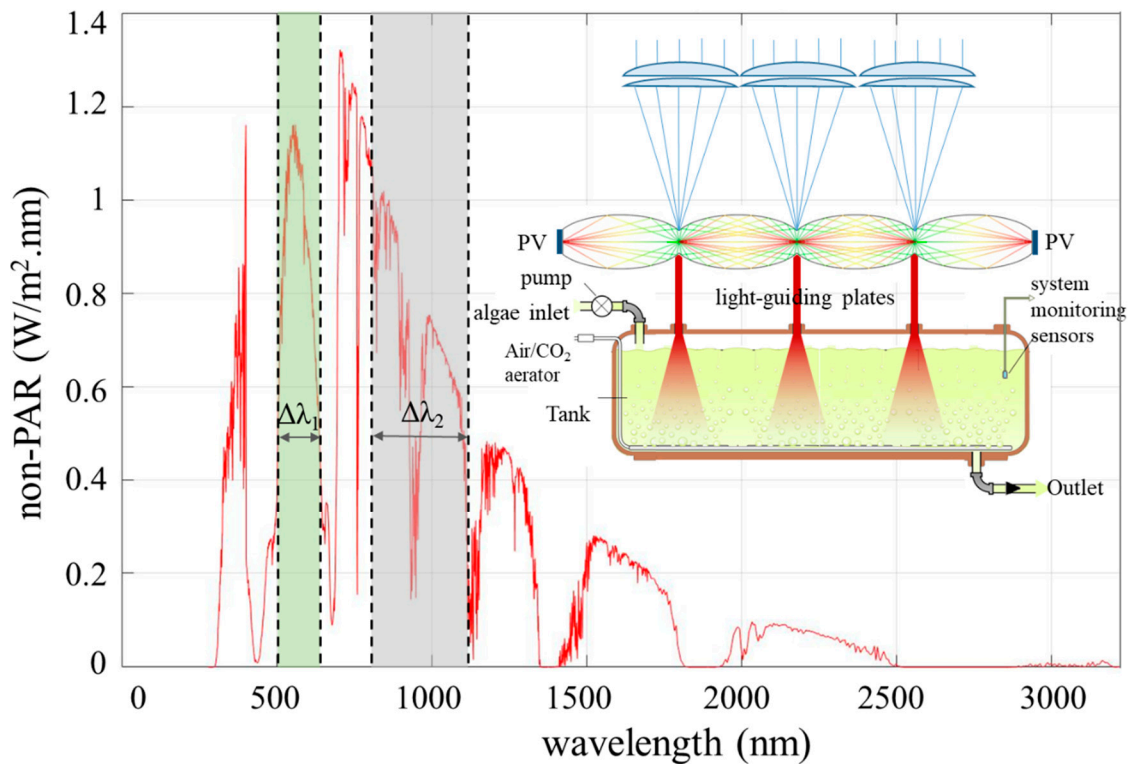 non-PAR (W/m².nm)
1.4
1.2
1
0.8
0.6
0.4
0.2
0
Δλ₁
Δλ₂
PV
PV
pump
algae inlet
light-guiding plates
system
monitoring
sensors
Air/CO₂
aerator
Tank
Outlet
0
500
1000
1500
2000
2500
3000
wavelength (nm)